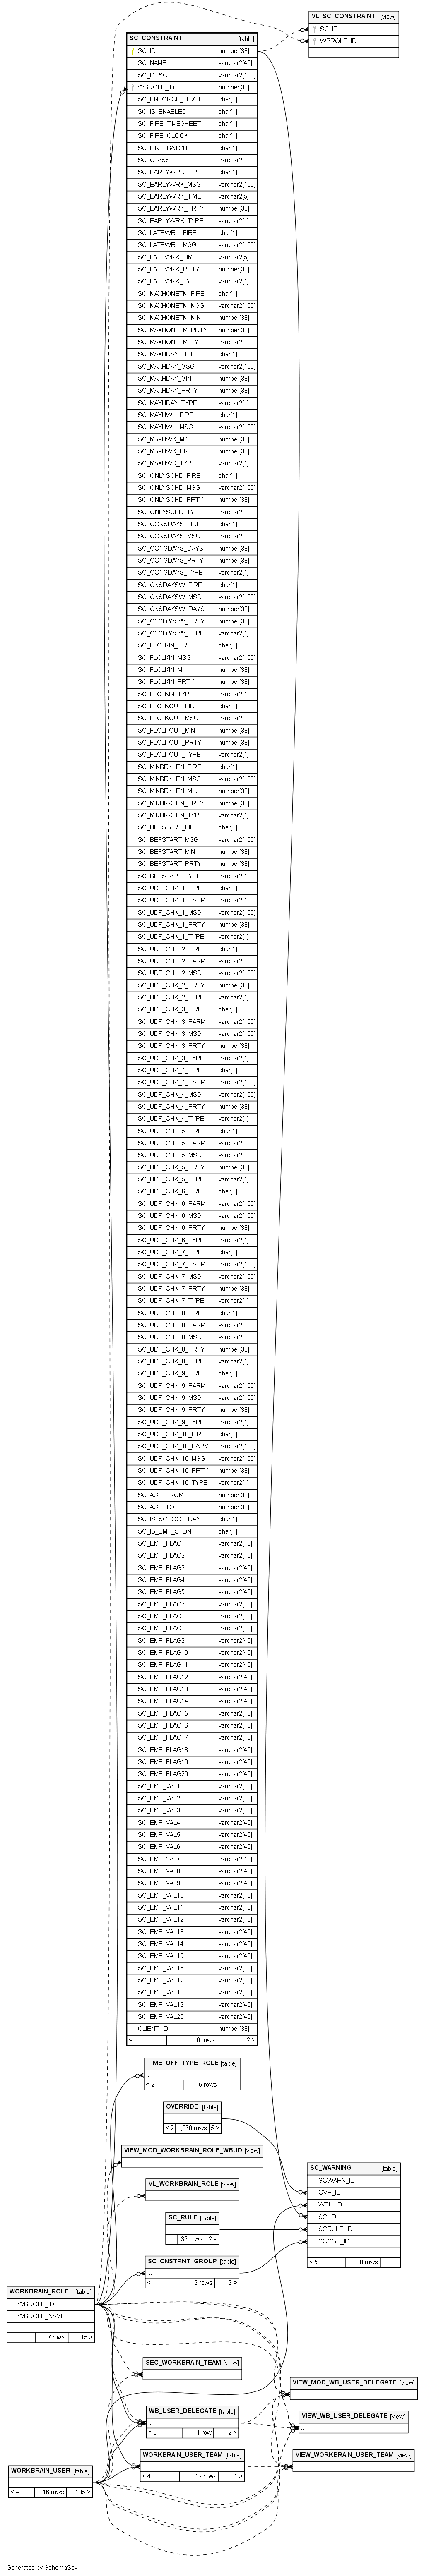 SC_CONSTRAINT [table]
SC_ID number[38]
SC_NAME varchar2[40]
SC_DESC varchar2[100]
WBROLE_ID number[38]
SC_ENFORCE_LEVEL char[1]
SC_IS_ENABLED char[1]
SC_FIRE_TIMESHEET char[1]
SC_FIRE_CLOCK char[1]
SC_FIRE_BATCH char[1]
SC_CLASS varchar2[100]
SC_EARLYWRK_FIRE char[1]
SC_EARLYWRK_MSG varchar2[100]
SC_EARLYWRK_TIME varchar2[5]
SC_EARLYWRK_PRTY number[38]
SC_EARLYWRK_TYPE varchar2[1]
SC_LATEWRK_FIRE char[1]
SC_LATEWRK_MSG varchar2[100]
SC_LATEWRK_TIME varchar2[5]
SC_LATEWRK_PRTY number[38]
SC_LATEWRK_TYPE varchar2[1]
SC_MAXHONETM_FIRE char[1]
SC_MAXHONETM_MSG varchar2[100]
SC_MAXHONETM_MIN number[38]
SC_MAXHONETM_PRTY number[38]
SC_MAXHONETM_TYPE varchar2[1]
SC_MAXHDAY_FIRE char[1]
SC_MAXHDAY_MSG varchar2[100]
SC_MAXHDAY_MIN number[38]
SC_MAXHDAY_PRTY number[38]
SC_MAXHDAY_TYPE varchar2[1]
SC_MAXHWK_FIRE char[1]
SC_MAXHWK_MSG varchar2[100]
SC_MAXHWK_MIN number[38]
SC_MAXHWK_PRTY number[38]
SC_MAXHWK_TYPE varchar2[1]
SC_ONLYSCHD_FIRE char[1]
SC_ONLYSCHD_MSG varchar2[100]
SC_ONLYSCHD_PRTY number[38]
SC_ONLYSCHD_TYPE varchar2[1]
SC_CONSDAYS_FIRE char[1]
SC_CONSDAYS_MSG varchar2[100]
SC_CONSDAYS_DAYS number[38]
SC_CONSDAYS_PRTY number[38]
SC_CONSDAYS_TYPE varchar2[1]
SC_CNSDAYSW_FIRE char[1]
SC_CNSDAYSW_MSG varchar2[100]
SC_CNSDAYSW_DAYS number[38]
SC_CNSDAYSW_PRTY number[38]
SC_CNSDAYSW_TYPE varchar2[1]
SC_FLCLKIN_FIRE char[1]
SC_FLCLKIN_MSG varchar2[100]
SC_FLCLKIN_MIN number[38]
SC_FLCLKIN_PRTY number[38]
SC_FLCLKIN_TYPE varchar2[1]
SC_FLCLKOUT_FIRE char[1]
SC_FLCLKOUT_MSG varchar2[100]
SC_FLCLKOUT_MIN number[38]
SC_FLCLKOUT_PRTY number[38]
SC_FLCLKOUT_TYPE varchar2[1]
SC_MINBRKLEN_FIRE char[1]
SC_MINBRKLEN_MSG varchar2[100]
SC_MINBRKLEN_MIN number[38]
SC_MINBRKLEN_PRTY number[38]
SC_MINBRKLEN_TYPE varchar2[1]
SC_BEFSTART_FIRE char[1]
SC_BEFSTART_MSG varchar2[100]
SC_BEFSTART_MIN number[38]
SC_BEFSTART_PRTY number[38]
SC_BEFSTART_TYPE varchar2[1]
SC_UDF_CHK_1_FIRE char[1]
SC_UDF_CHK_1_PARM varchar2[100]
SC_UDF_CHK_1_MSG varchar2[100]
SC_UDF_CHK_1_PRTY number[38]
SC_UDF_CHK_1_TYPE varchar2[1]
SC_UDF_CHK_2_FIRE char[1]
SC_UDF_CHK_2_PARM varchar2[100]
SC_UDF_CHK_2_MSG varchar2[100]
SC_UDF_CHK_2_PRTY number[38]
SC_UDF_CHK_2_TYPE varchar2[1]
SC_UDF_CHK_3_FIRE char[1]
SC_UDF_CHK_3_PARM varchar2[100]
SC_UDF_CHK_3_MSG varchar2[100]
SC_UDF_CHK_3_PRTY number[38]
SC_UDF_CHK_3_TYPE varchar2[1]
SC_UDF_CHK_4_FIRE char[1]
SC_UDF_CHK_4_PARM varchar2[100]
SC_UDF_CHK_4_MSG varchar2[100]
SC_UDF_CHK_4_PRTY number[38]
SC_UDF_CHK_4_TYPE varchar2[1]
SC_UDF_CHK_5_FIRE char[1]
SC_UDF_CHK_5_PARM varchar2[100]
SC_UDF_CHK_5_MSG varchar2[100]
SC_UDF_CHK_5_PRTY number[38]
SC_UDF_CHK_5_TYPE varchar2[1]
SC_UDF_CHK_6_FIRE char[1]
SC_UDF_CHK_6_PARM varchar2[100]
SC_UDF_CHK_6_MSG varchar2[100]
SC_UDF_CHK_6_PRTY number[38]
SC_UDF_CHK_6_TYPE varchar2[1]
SC_UDF_CHK_7_FIRE char[1]
SC_UDF_CHK_7_PARM varchar2[100]
SC_UDF_CHK_7_MSG varchar2[100]
SC_UDF_CHK_7_PRTY number[38]
SC_UDF_CHK_7_TYPE varchar2[1]
SC_UDF_CHK_8_FIRE char[1]
SC_UDF_CHK_8_PARM varchar2[100]
SC_UDF_CHK_8_MSG varchar2[100]
SC_UDF_CHK_8_PRTY number[38]
SC_UDF_CHK_8_TYPE varchar2[1]
SC_UDF_CHK_9_FIRE char[1]
SC_UDF_CHK_9_PARM varchar2[100]
SC_UDF_CHK_9_MSG varchar2[100]
SC_UDF_CHK_9_PRTY number[38]
SC_UDF_CHK_9_TYPE varchar2[1]
SC_UDF_CHK_10_FIRE char[1]
SC_UDF_CHK_10_PARM varchar2[100]
SC_UDF_CHK_10_MSG varchar2[100]
SC_UDF_CHK_10_PRTY number[38]
SC_UDF_CHK_10_TYPE varchar2[1]
SC_AGE_FROM number[38]
SC_AGE_TO number[38]
SC_IS_SCHOOL_DAY char[1]
SC_IS_EMP_STDNT char[1]
SC_EMP_FLAG1 varchar2[40]
SC_EMP_FLAG2 varchar2[40]
SC_EMP_FLAG3 varchar2[40]
SC_EMP_FLAG4 varchar2[40]
SC_EMP_FLAG5 varchar2[40]
SC_EMP_FLAG6 varchar2[40]
SC_EMP_FLAG7 varchar2[40]
SC_EMP_FLAG8 varchar2[40]
SC_EMP_FLAG9 varchar2[40]
SC_EMP_FLAG10 varchar2[40]
SC_EMP_FLAG11 varchar2[40]
SC_EMP_FLAG12 varchar2[40]
SC_EMP_FLAG13 varchar2[40]
SC_EMP_FLAG14 varchar2[40]
SC_EMP_FLAG15 varchar2[40]
SC_EMP_FLAG16 varchar2[40]
SC_EMP_FLAG17 varchar2[40]
SC_EMP_FLAG18 varchar2[40]
SC_EMP_FLAG19 varchar2[40]
SC_EMP_FLAG20 varchar2[40]
SC_EMP_VAL1 varchar2[40]
SC_EMP_VAL2 varchar2[40]
SC_EMP_VAL3 varchar2[40]
SC_EMP_VAL4 varchar2[40]
SC_EMP_VAL5 varchar2[40]
SC_EMP_VAL6 varchar2[40]
SC_EMP_VAL7 varchar2[40]
SC_EMP_VAL8 varchar2[40]
SC_EMP_VAL9 varchar2[40]
SC_EMP_VAL10 varchar2[40]
SC_EMP_VAL11 varchar2[40]
SC_EMP_VAL12 varchar2[40]
SC_EMP_VAL13 varchar2[40]
SC_EMP_VAL14 varchar2[40]
SC_EMP_VAL15 varchar2[40]
SC_EMP_VAL16 varchar2[40]
SC_EMP_VAL17 varchar2[40]
SC_EMP_VAL18 varchar2[40]
SC_EMP_VAL19 varchar2[40]
SC_EMP_VAL20 varchar2[40]
CLIENT_ID number[38]
< 1 0 rows 2 >
VL_SC_CONSTRAINT [view]
SC_ID
WBROLE_ID
...
TIME_OFF_TYPE_ROLE [table]
...
< 2 5 rows
OVERRIDE [table]
...
< 2 1,270 rows 5 >
VIEW_MOD_WORKBRAIN_ROLE_WBUD [view]
...
VL_WORKBRAIN_ROLE [view]
...
SC_RULE [table]
...
32 rows 2 >
SC_CNSTRNT_GROUP [table]
...
< 1 2 rows 3 >
SC_WARNING [table]
SCWARN_ID
OVR_ID
WBU_ID
SC_ID
SCRULE_ID
SCCGP_ID
...
< 5 0 rows
WORKBRAIN_ROLE [table]
WBROLE_ID
WBROLE_NAME
...
7 rows 15 >
SEC_WORKBRAIN_TEAM [view]
...
VIEW_MOD_WB_USER_DELEGATE [view]
...
WB_USER_DELEGATE [table]
...
< 5 1 row 2 >
VIEW_WB_USER_DELEGATE [view]
...
WORKBRAIN_USER_TEAM [table]
...
< 4 12 rows 1 >
VIEW_WORKBRAIN_USER_TEAM [view]
...
WORKBRAIN_USER [table]
...
< 4 16 rows 105 >
Generated by SchemaSpy